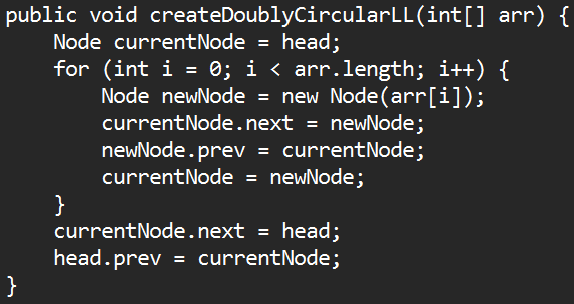 public void createDoublyCircularLL(int[] arr) {
    Node currentNode = head;
    for (int i = 0; i < arr.length; i++) {
        Node newNode = new Node(arr[i]);
        currentNode.next = newNode;
        newNode.prev = currentNode;
        currentNode = newNode;
    }
    currentNode.next = head;
    head.prev = currentNode;
}